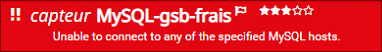 !! capteur MySQL-gsb-frais
Unable to connect to any of the specified MySQL hosts.